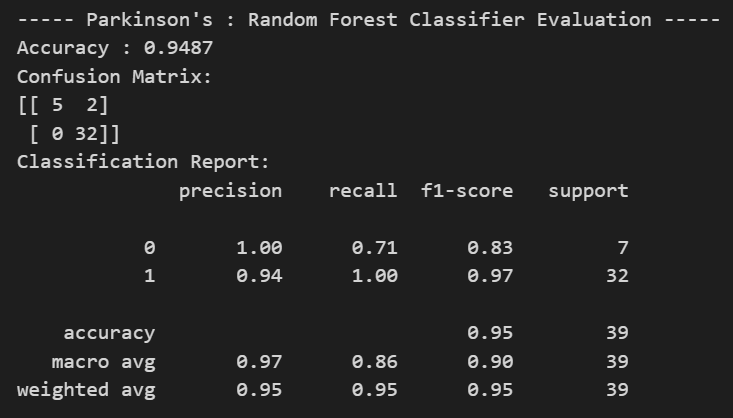 ----- Parkinson's : Random Forest Classifier Evaluation -----
Accuracy : 0.9487
Confusion Matrix:
[[ 5  2]
 [ 0 32]]
Classification Report:
              precision    recall  f1-score   support

           0       1.00      0.71      0.83         7
           1       0.94      1.00      0.97        32

    accuracy                           0.95        39
   macro avg       0.97      0.86      0.90        39
weighted avg       0.95      0.95      0.95        39